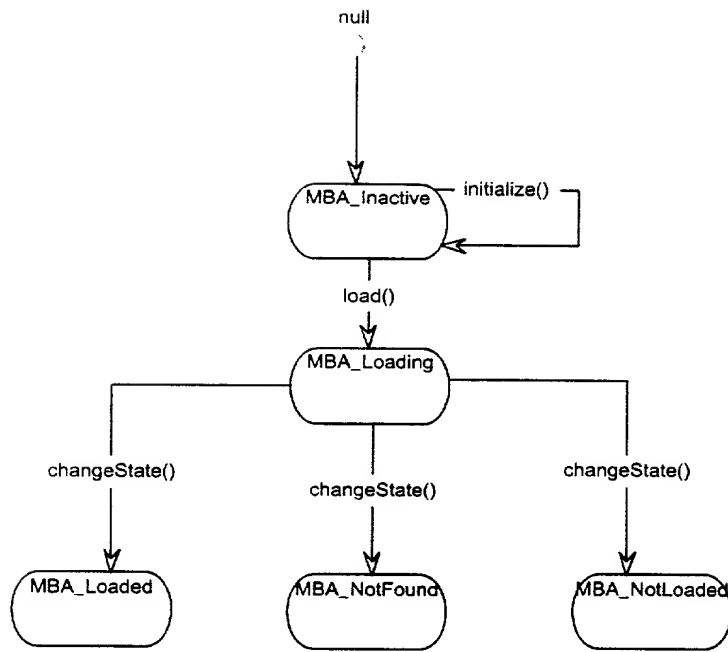 null
MBA_Inactive
initialize()
load()
MBA_Loading
changeState()
changeState()
changeState()
MBA_Loaded
MBA_NotFound
MBA_NotLoaded